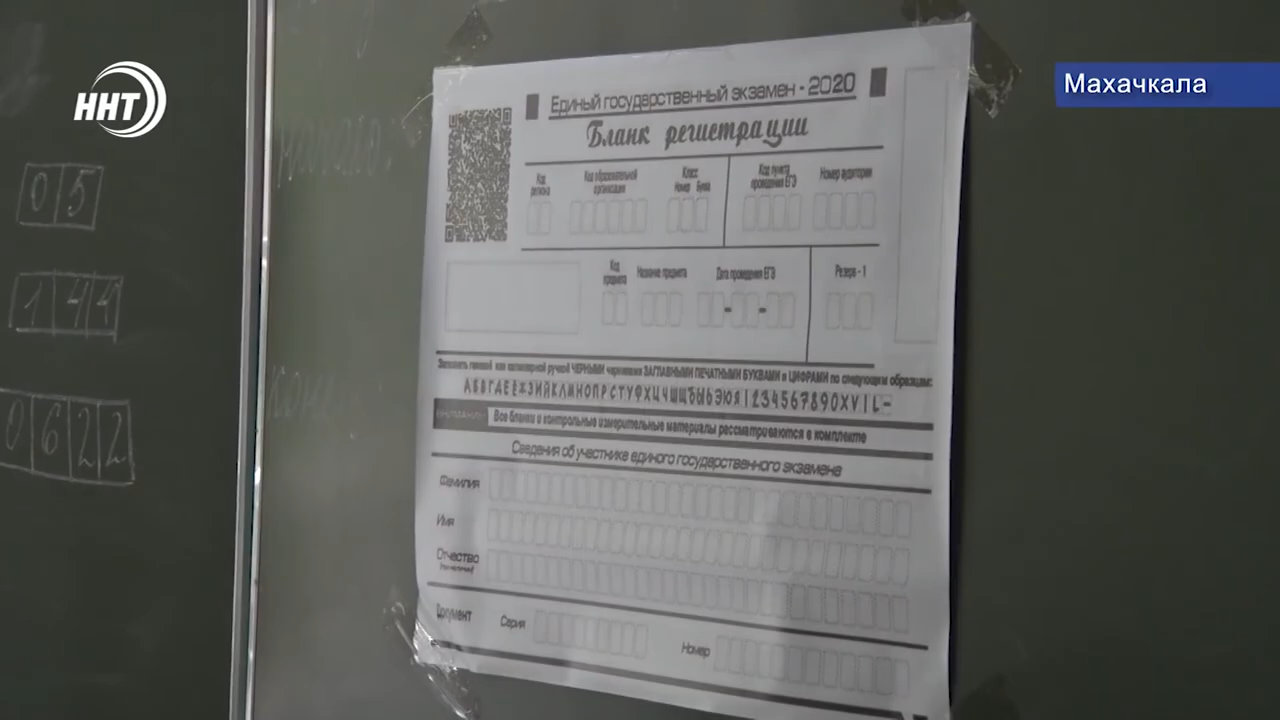 ННТ
Махачкала
05
144
0622
Единый государственный экзамен - 2020
Бланк регистрации
Код региона
Код образовательной организации
Класс
Номер Буква
Код пункта проведения ЕГЭ
Номер аудитории
Код предмета
Название предмета
Дата проведения ЕГЭ
Резерв - 1
Заполнять гелевой или капиллярной ручкой ЧЕРНЫМИ чернилами ЗАГЛАВНЫМИ ПЕЧАТНЫМИ БУКВАМИ и ЦИФРАМИ по следующим образцам:
АБВГДЕЁЖЗИЙКЛМНОПРСТУФХЦЧШЩЪЫЬЭЮЯ1234567890XVIL-
ВНИМАНИЕ! Все бланки и контрольные измерительные материалы рассматриваются в комплекте
Сведения об участнике единого государственного экзамена
Фамилия
Имя
Отчество
(при наличии)
Документ
Серия
Номер